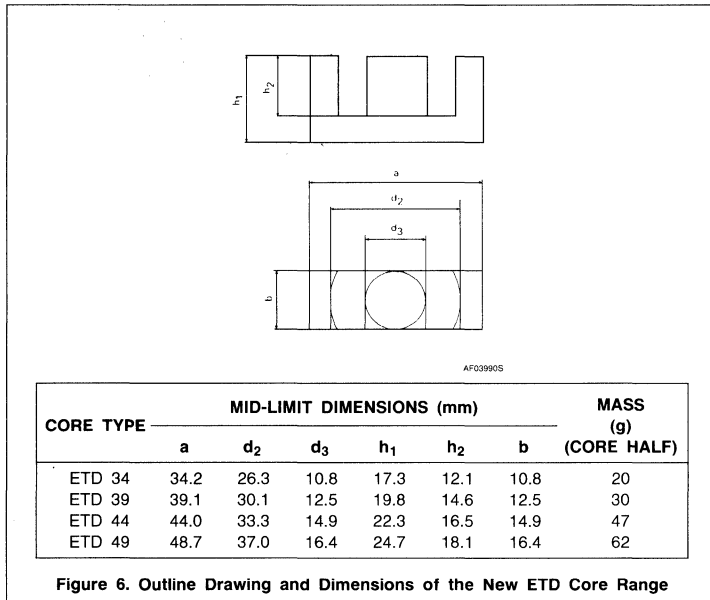 h1
h2
a
d2
d3
b
AF03990S
CORE TYPE MID-LIMIT DIMENSIONS (mm) MASS (g) (CORE HALF)
a d2 d3 h1 h2 b
ETD 34 34.2 26.3 10.8 17.3 12.1 10.8 20
ETD 39 39.1 30.1 12.5 19.8 14.6 12.5 30
ETD 44 44.0 33.3 14.9 22.3 16.5 14.9 47
ETD 49 48.7 37.0 16.4 24.7 18.1 16.4 62
Figure 6. Outline Drawing and Dimensions of the New ETD Core Range